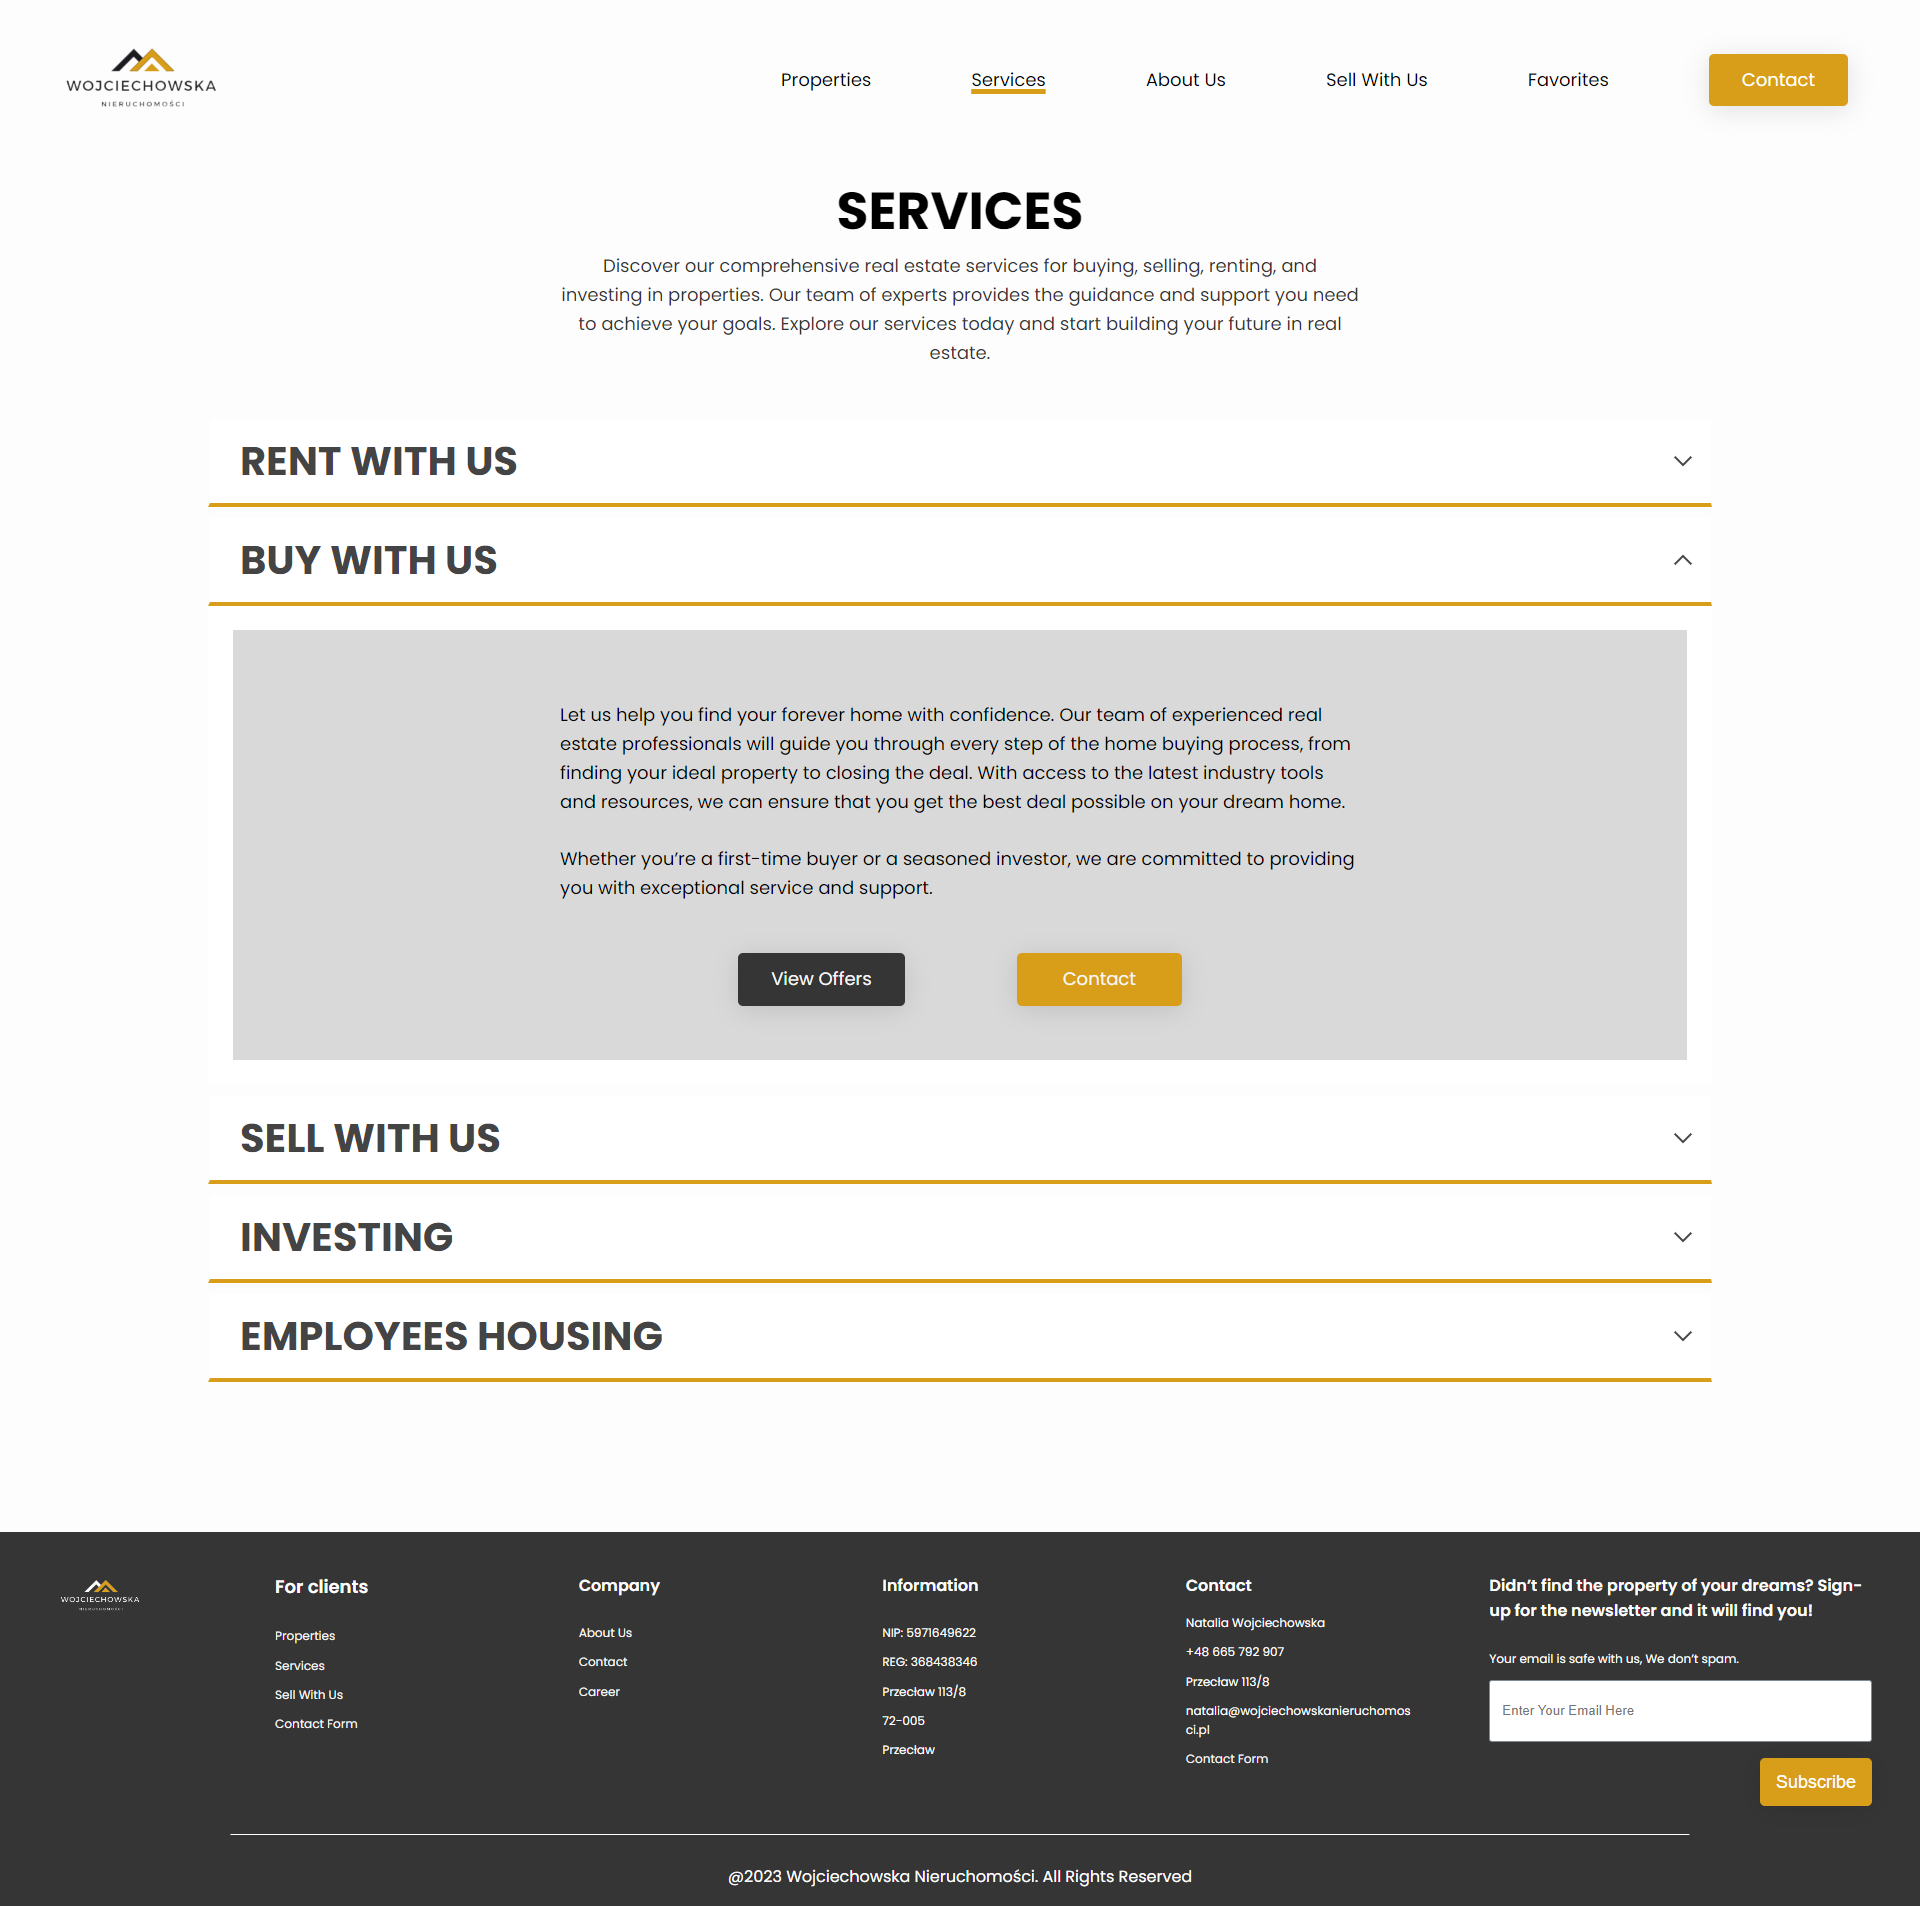 WOJCIECHOWSKA
NIERUCHOMOŚCI
Properties
Services
About Us
Sell With Us
Favorites
Contact
SERVICES
Discover our comprehensive real estate services for buying, selling, renting, and
investing in properties. Our team of experts provides the guidance and support you need
to achieve your goals. Explore our services today and start building your future in real
estate.
RENT WITH US
BUY WITH US
Let us help you find your forever home with confidence. Our team of experienced real
estate professionals will guide you through every step of the home buying process, from
finding your ideal property to closing the deal. With access to the latest industry tools
and resources, we can ensure that you get the best deal possible on your dream home.
Whether you’re a first-time buyer or a seasoned investor, we are committed to providing
you with exceptional service and support.
View Offers
Contact
SELL WITH US
INVESTING
EMPLOYEES HOUSING
WOJCIECHOWSKA
NIERUCHOMOŚCI
For clients
Properties
Services
Sell With Us
Contact Form
Company
About Us
Contact
Career
Information
NIP: 5971649622
REG: 368438346
Przecław 113/8
72-005
Przecław
Contact
Natalia Wojciechowska
+48 665 792 907
Przecław 113/8
natalia@wojciechowskanieruchomos
ci.pl
Contact Form
Didn’t find the property of your dreams? Sign-
up for the newsletter and it will find you!
Your email is safe with us, We don’t spam.
Enter Your Email Here
Subscribe
@2023 Wojciechowska Nieruchomości. All Rights Reserved